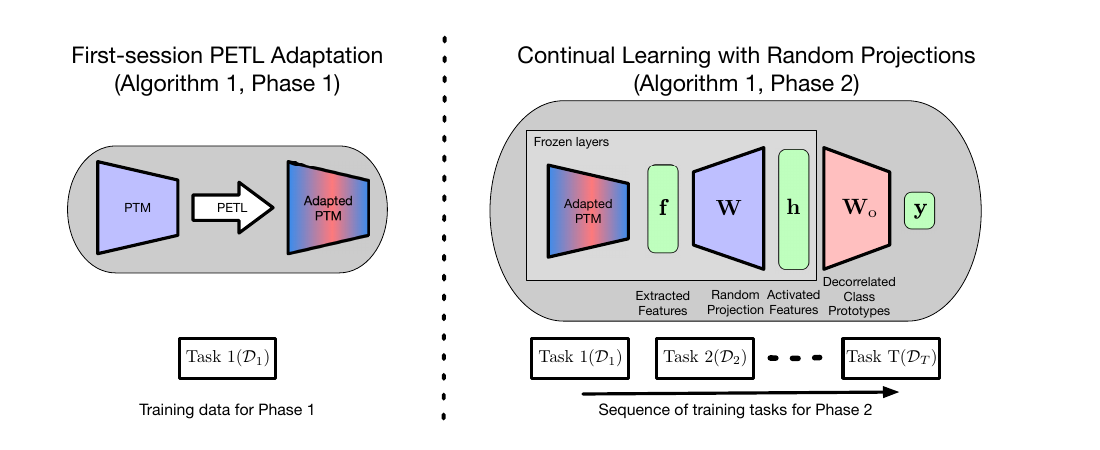 First-session PETL Adaptation
(Algorithm 1, Phase 1)
PTM
PETL
Adapted
PTM
Task 1(𝒟₁)
Training data for Phase 1
Continual Learning with Random Projections
(Algorithm 1, Phase 2)
Frozen layers
Adapted
PTM
f
W
h
Wₒ
y
Extracted
Features
Random
Projection
Activated
Features
Decorrelated
Class
Prototypes
Task 1(𝒟₁)
Task 2(𝒟₂)
Task T(𝒟_T)
Sequence of training tasks for Phase 2